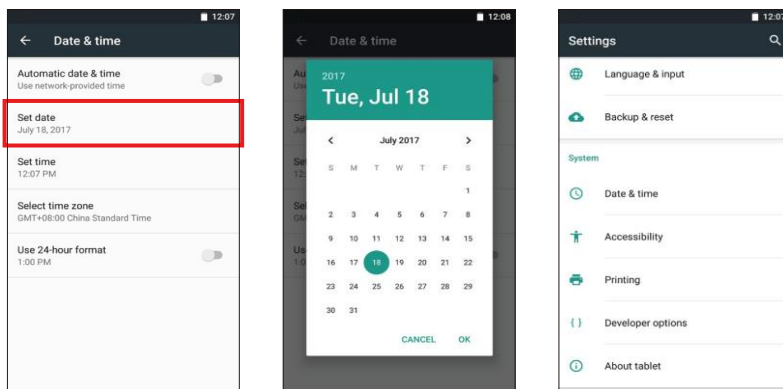 12:07
Date & time
Automatic date & time
Use network-provided time
Set date
July 18, 2017
Set time
12:07 PM
Select time zone
GMT+08:00 China Standard Time
Use 24-hour format
1:00 PM
12:08
Date & time
2017
Tue, Jul 18
July 2017
S M T W T F S
1
2 3 4 5 6 7 8
9 10 11 12 13 14 15
16 17 18 19 20 21 22
23 24 25 26 27 28 29
30 31
CANCEL OK
12:07
Settings
Language & input
Backup & reset
System
Date & time
Accessibility
Printing
Developer options
About tablet